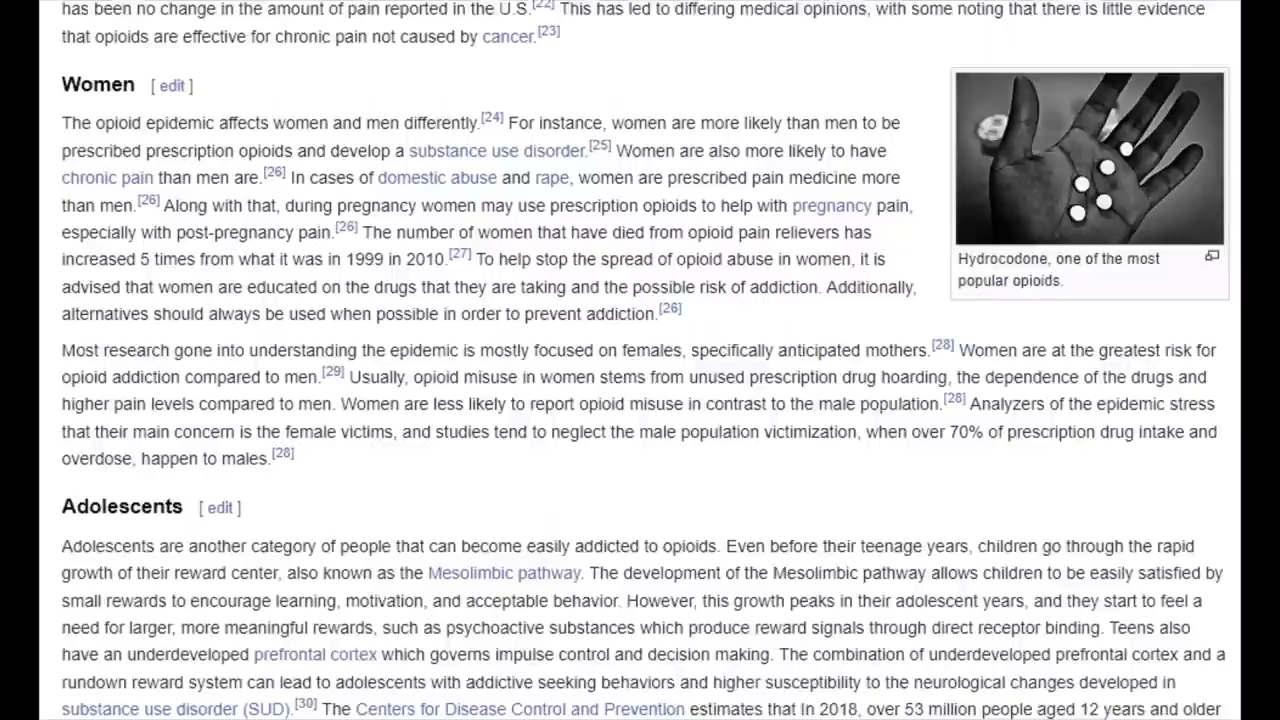 has been no change in the amount of pain reported in the U.S.[22] This has led to differing medical opinions, with some noting that there is little evidence
that opioids are effective for chronic pain not caused by cancer.[23]
Women [ edit ]
The opioid epidemic affects women and men differently.[24] For instance, women are more likely than men to be
prescribed prescription opioids and develop a substance use disorder.[25] Women are also more likely to have
chronic pain than men are.[26] In cases of domestic abuse and rape, women are prescribed pain medicine more
than men.[26] Along with that, during pregnancy women may use prescription opioids to help with pregnancy pain,
especially with post-pregnancy pain.[26] The number of women that have died from opioid pain relievers has
increased 5 times from what it was in 1999 in 2010.[27] To help stop the spread of opioid abuse in women, it is
advised that women are educated on the drugs that they are taking and the possible risk of addiction. Additionally,
alternatives should always be used when possible in order to prevent addiction.[26]
Hydrocodone, one of the most
popular opioids.
Most research gone into understanding the epidemic is mostly focused on females, specifically anticipated mothers.[28] Women are at the greatest risk for
opioid addiction compared to men.[29] Usually, opioid misuse in women stems from unused prescription drug hoarding, the dependence of the drugs and
higher pain levels compared to men. Women are less likely to report opioid misuse in contrast to the male population.[28] Analyzers of the epidemic stress
that their main concern is the female victims, and studies tend to neglect the male population victimization, when over 70% of prescription drug intake and
overdose, happen to males.[28]
Adolescents [ edit ]
Adolescents are another category of people that can become easily addicted to opioids. Even before their teenage years, children go through the rapid
growth of their reward center, also known as the Mesolimbic pathway. The development of the Mesolimbic pathway allows children to be easily satisfied by
small rewards to encourage learning, motivation, and acceptable behavior. However, this growth peaks in their adolescent years, and they start to feel a
need for larger, more meaningful rewards, such as psychoactive substances which produce reward signals through direct receptor binding. Teens also
have an underdeveloped prefrontal cortex which governs impulse control and decision making. The combination of underdeveloped prefrontal cortex and a
rundown reward system can lead to adolescents with addictive seeking behaviors and higher susceptibility to the neurological changes developed in
substance use disorder (SUD).[30] The Centers for Disease Control and Prevention estimates that In 2018, over 53 million people aged 12 years and older